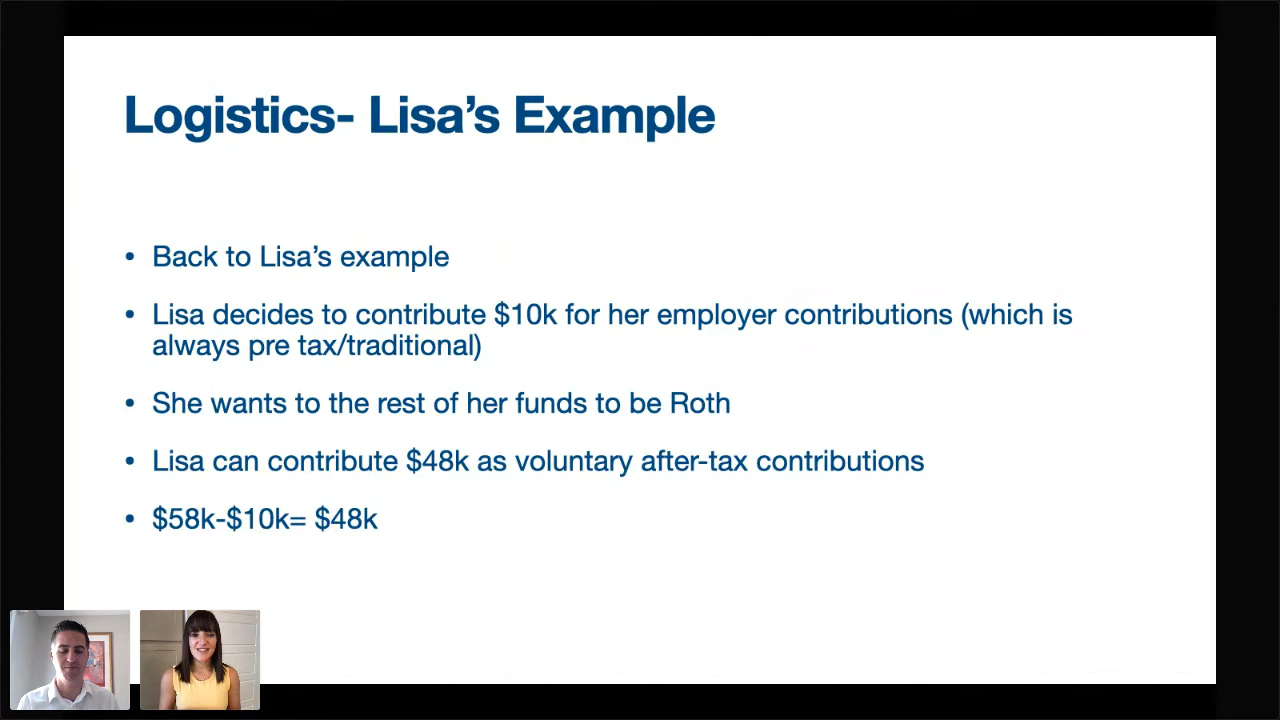 Logistics- Lisa’s Example
• Back to Lisa’s example
• Lisa decides to contribute $10k for her employer contributions (which is
always pre tax/traditional)
• She wants to the rest of her funds to be Roth
• Lisa can contribute $48k as voluntary after-tax contributions
• $58k-$10k= $48k